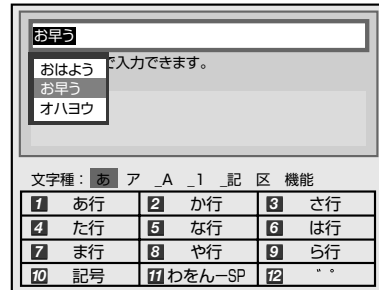 お早う
で入力できます。
おはよう
お早う
オハヨウ
文字種： あ ア _A _1 _記 区 機能
1 あ行 2 か行 3 さ行
4 た行 5 な行 6 は行
7 ま行 8 や行 9 ら行
10 記号 11 わをんーSP 12 ゛゜